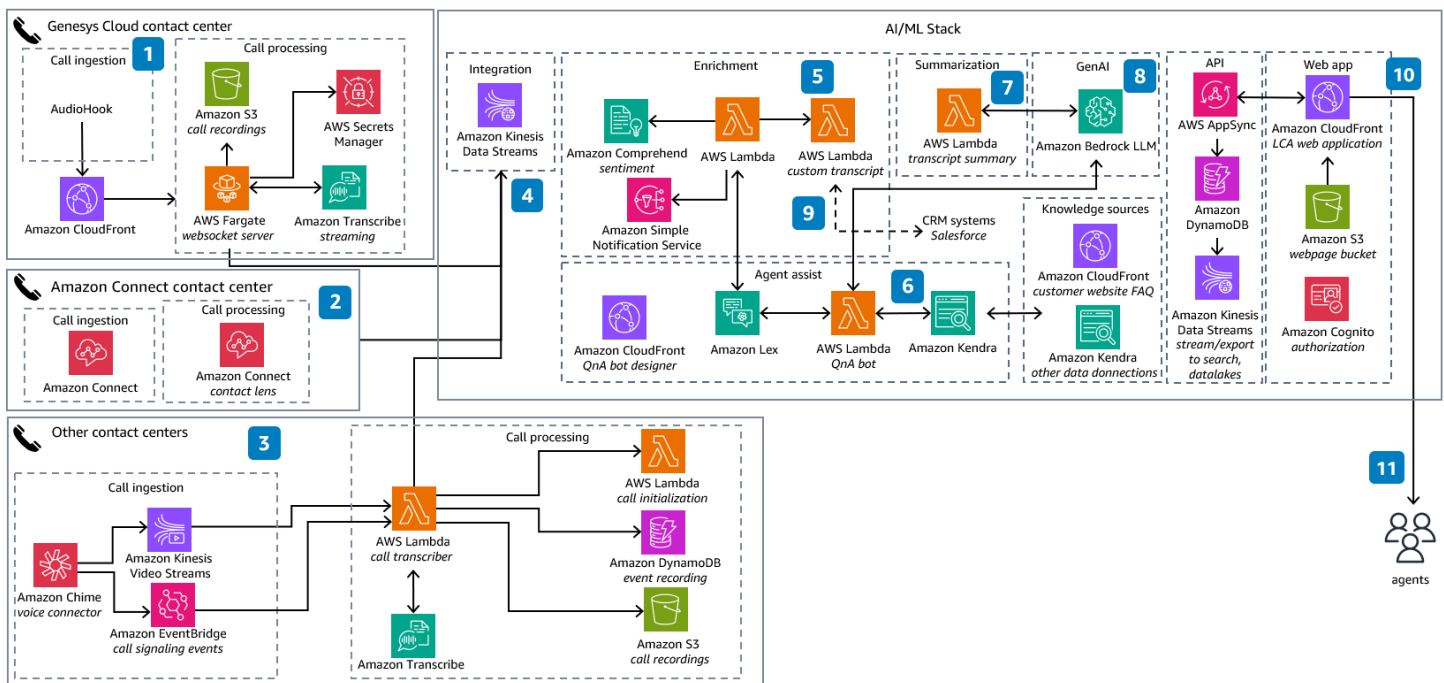 Genesys Cloud contact center
1
Call ingestion
AudioHook
Amazon CloudFront
Call processing
Amazon S3
call recordings
AWS Secrets
Manager
AWS Fargate
websocket server
Amazon Transcribe
streaming
Amazon Connect contact center
2
Call ingestion
Amazon Connect
Call processing
Amazon Connect
contact lens
Other contact centers
3
Call ingestion
Amazon Chime
voice connector
Amazon Kinesis
Video Streams
Amazon EventBridge
call signaling events
Call processing
AWS Lambda
call transcriber
Amazon Transcribe
AWS Lambda
call initialization
Amazon DynamoDB
event recording
Amazon S3
call recordings
AI/ML Stack
Integration
Amazon Kinesis
Data Streams
4
Enrichment
5
Amazon Comprehend
sentiment
AWS Lambda
AWS Lambda
custom transcript
Amazon Simple
Notification Service
9
CRM systems
Salesforce
Agent assist
6
Amazon CloudFront
QnA bot designer
Amazon Lex
AWS Lambda
QnA bot
Amazon Kendra
Summarization
7
AWS Lambda
transcript summary
GenAI
8
Amazon Bedrock LLM
Knowledge sources
Amazon CloudFront
customer website FAQ
Amazon Kendra
other data donnections
API
AWS AppSync
Amazon
DynamoDB
Amazon Kinesis
Data Streams
stream/export
to search,
datalakes
Web app
10
Amazon CloudFront
LCA web application
Amazon S3
webpage bucket
Amazon Cognito
authorization
11
agents